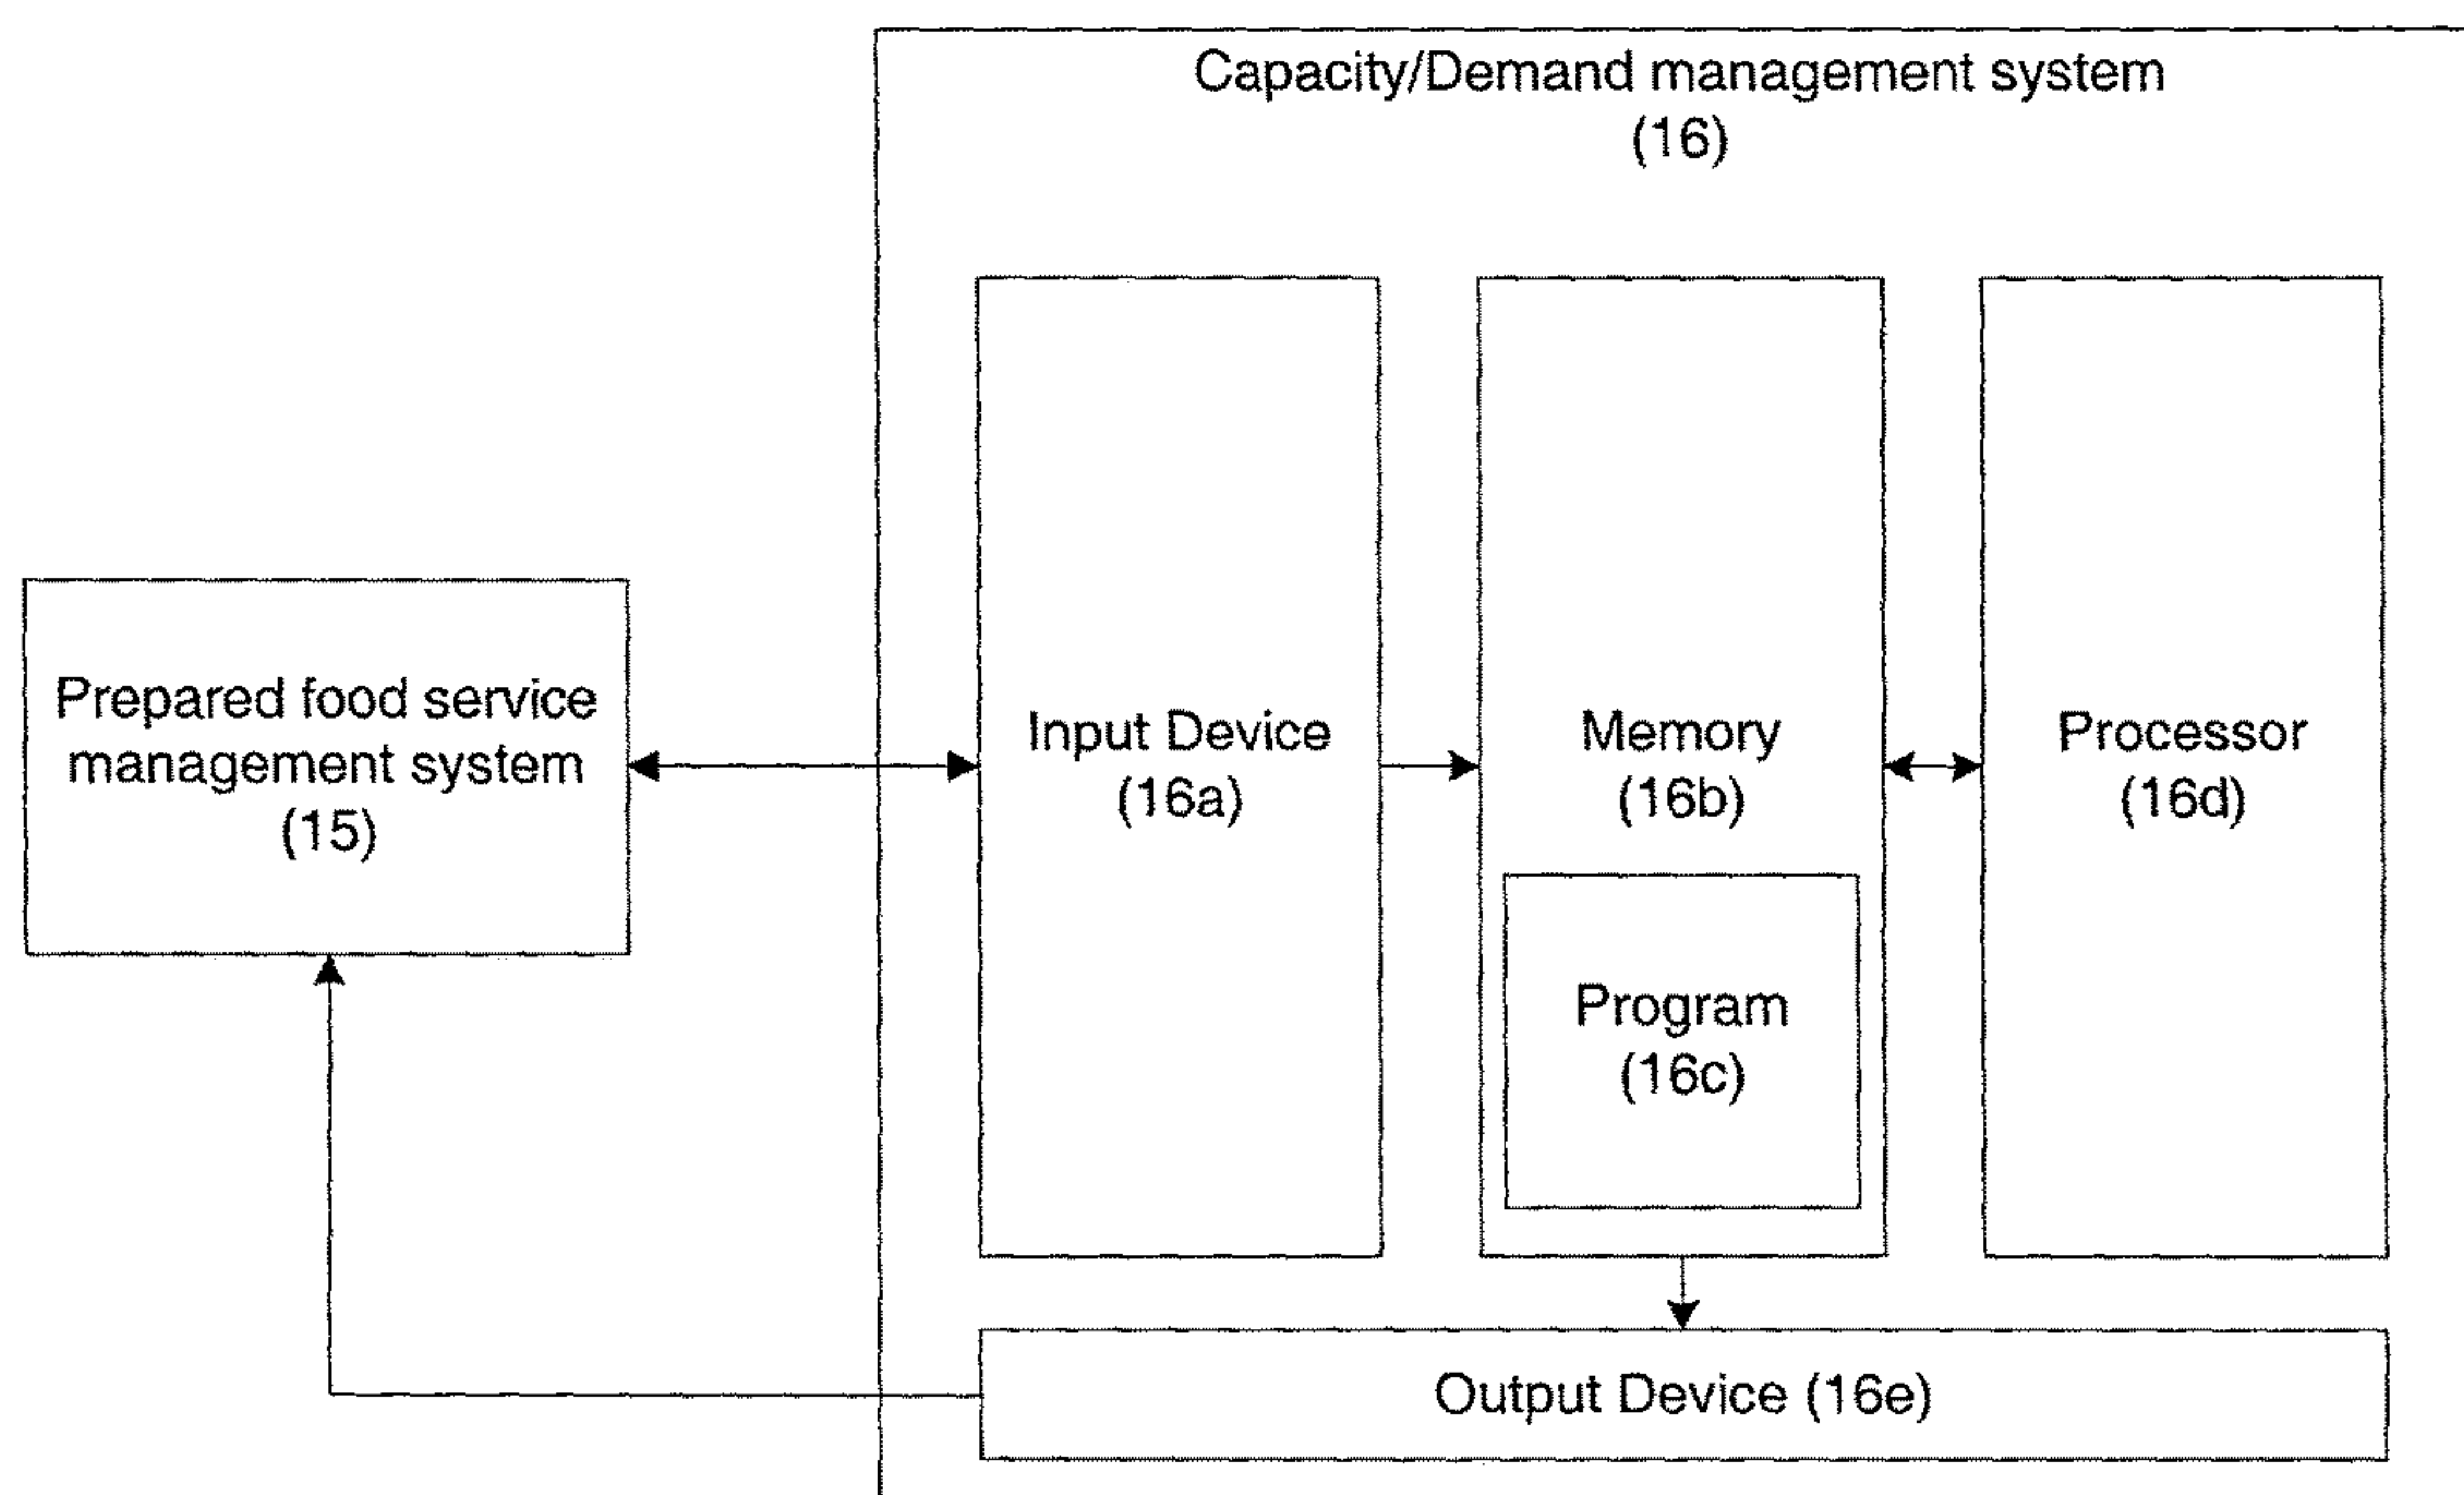 Capacity/Demand management system
(16)
Prepared food service
management system
(15)
Input Device
(16a)
Memory
(16b)
Processor
(16d)
Program
(16c)
Output Device (16e)